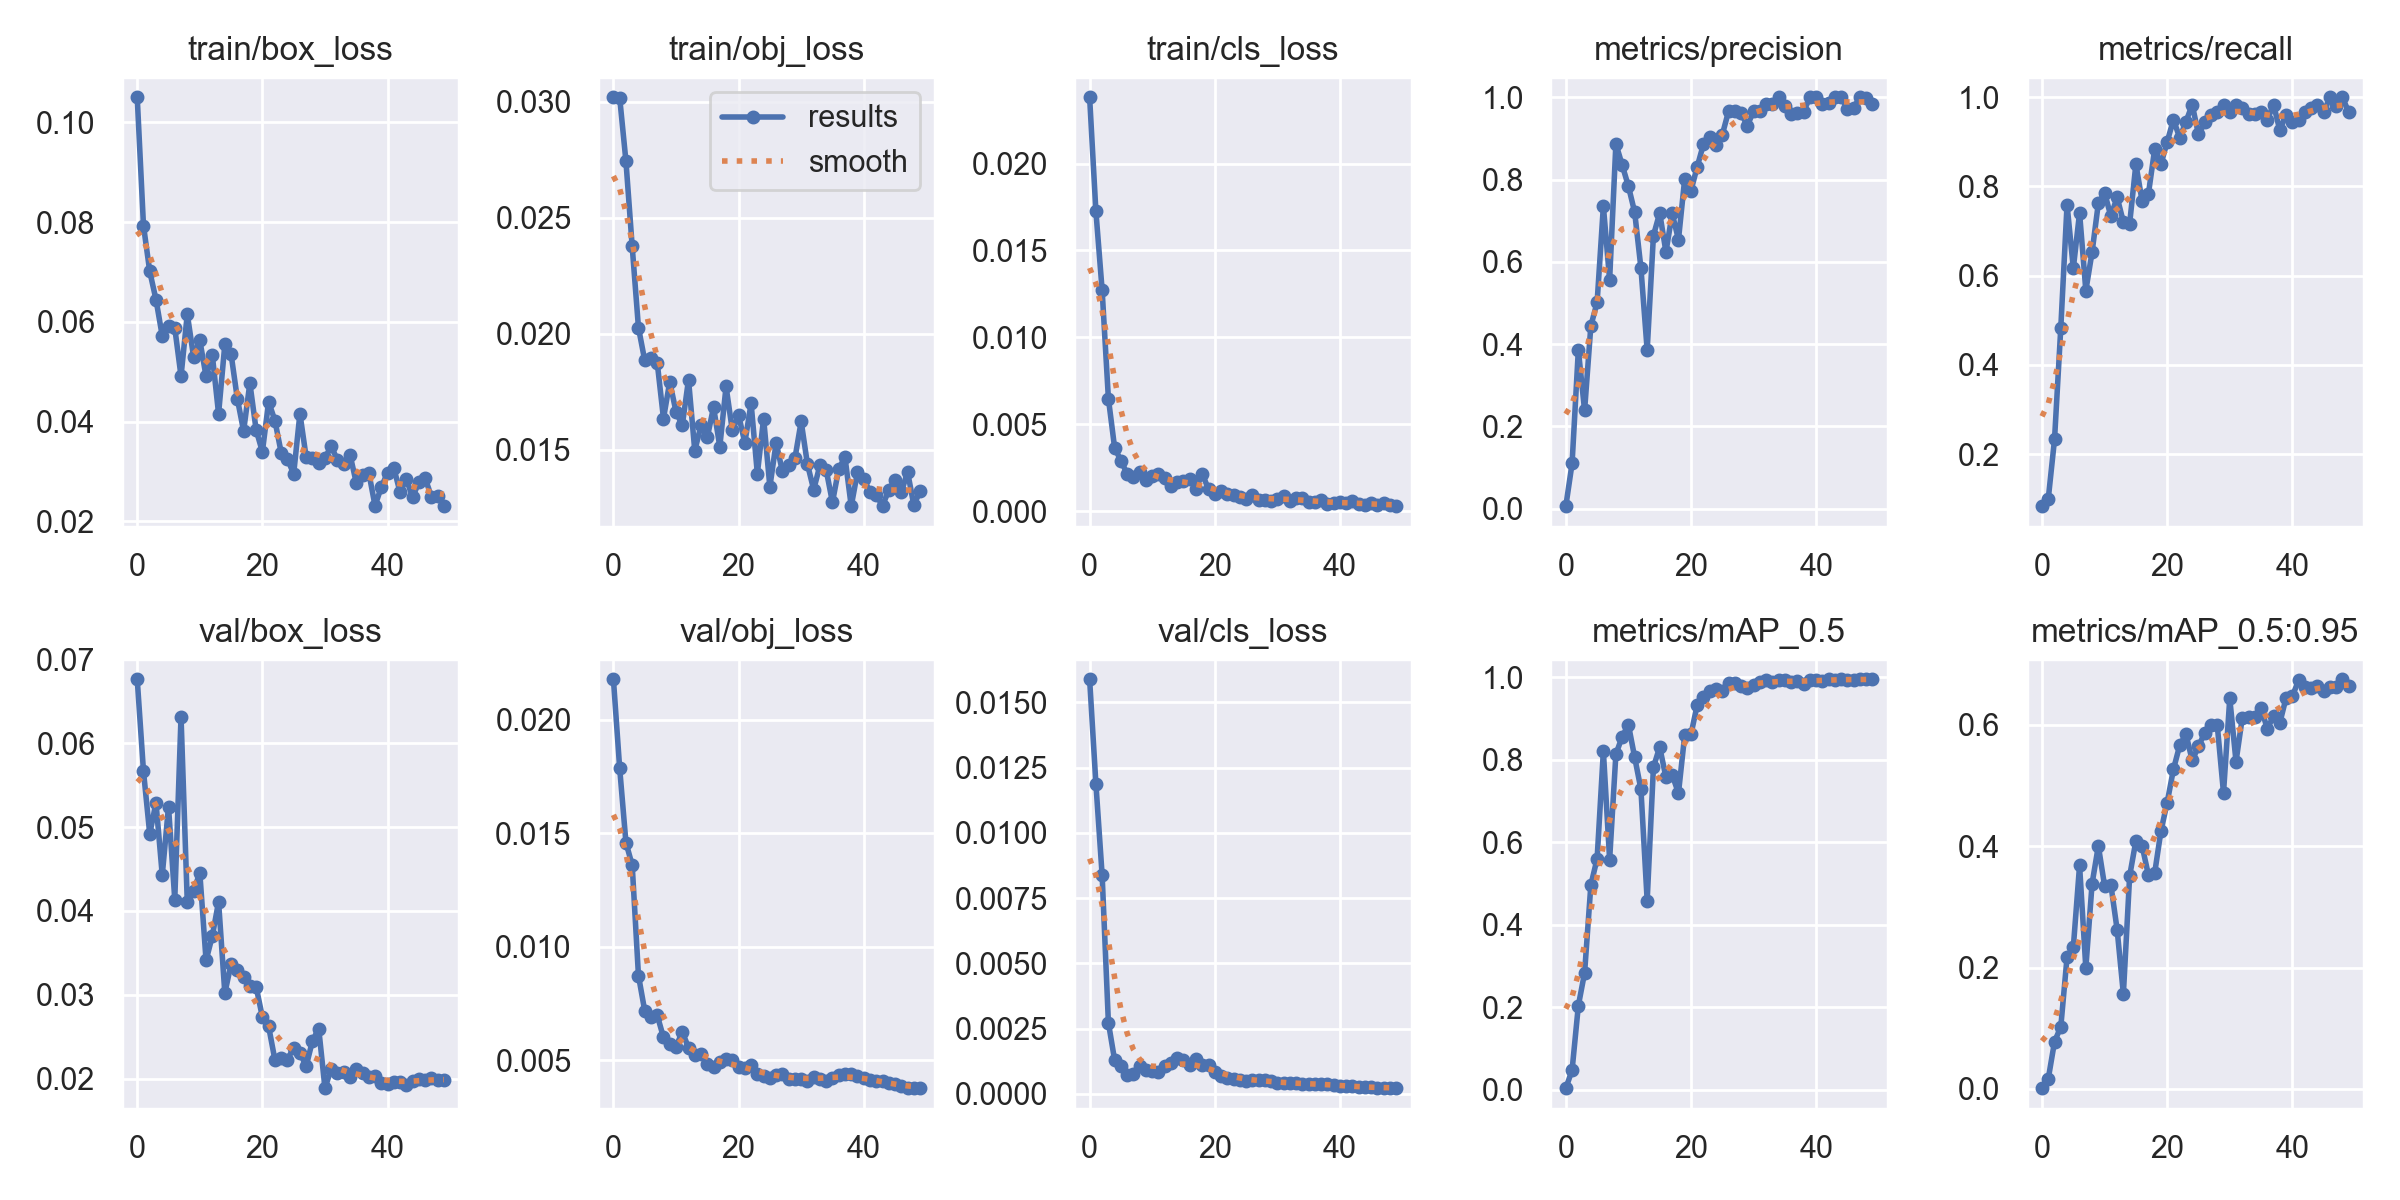 train/box_loss
train/obj_loss
train/cls_loss
metrics/precision
metrics/recall
0.10
0.08
0.06
0.04
0.02
0 20 40
results
smooth
0.030
0.025
0.020
0.015
0 20 40
0.020
0.015
0.010
0.005
0.000
0 20 40
1.0
0.8
0.6
0.4
0.2
0.0
0 20 40
1.0
0.8
0.6
0.4
0.2
0 20 40
val/box_loss
val/obj_loss
val/cls_loss
metrics/mAP_0.5
metrics/mAP_0.5:0.95
0.07
0.06
0.05
0.04
0.03
0.02
0 20 40
0.020
0.015
0.010
0.005
0 20 40
0.0150
0.0125
0.0100
0.0075
0.0050
0.0025
0.0000
0 20 40
1.0
0.8
0.6
0.4
0.2
0.0
0 20 40
0.6
0.4
0.2
0.0
0 20 40